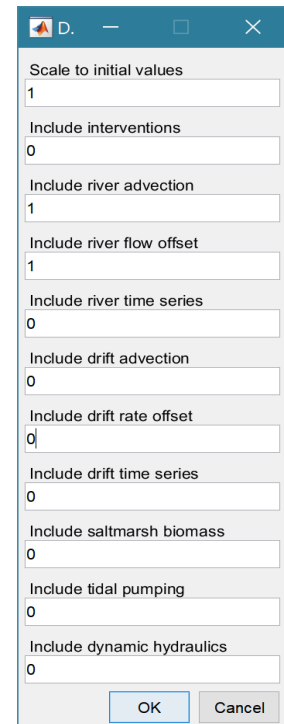 D.
Scale to initial values
1
Include interventions
0
Include river advection
1
Include river flow offset
1
Include river time series
0
Include drift advection
0
Include drift rate offset
0
Include drift time series
0
Include saltmarsh biomass
0
Include tidal pumping
0
Include dynamic hydraulics
0
OK Cancel